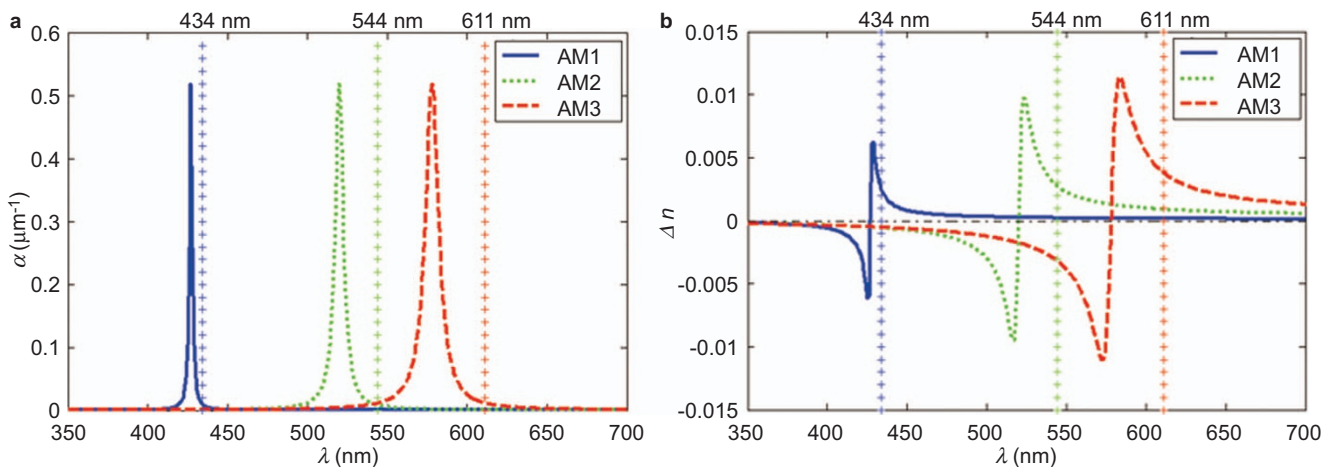 a
434 nm 544 nm 611 nm
0.6
0.5
0.4
0.3
0.2
0.1
0
α (μm⁻¹)
AM1
AM2
AM3
350 400 450 500 550 600 650 700
λ (nm)
b
434 nm 544 nm 611 nm
0.015
0.010
0.005
0
-0.005
-0.010
-0.015
Δ n
AM1
AM2
AM3
350 400 450 500 550 600 650 700
λ (nm)